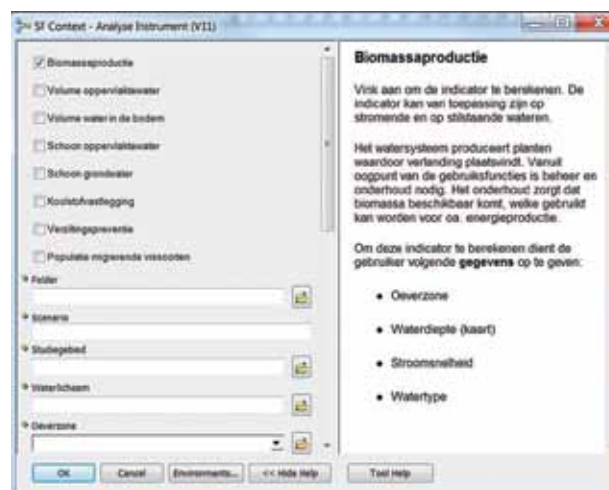 SF Context - Analyse Instrument (V11)
Biomassaproductie
Volume oppervlaktewater
Volume water in de bodem
Schoon oppervlaktewater
Schoon grondwater
Koolstofvastlegging
Verziltingspreventie
Populatie migrerende vissoorten
Folder
Scenario
Studiegebied
Waterlichaam
Oeverzone
OK
Cancel
Environments...
<< Hide Help
Tool Help
Biomassaproductie
Vink aan om de indicator te berekenen. De
indicator kan van toepassing zijn op
stromende en op stilstaande wateren.
Het watersysteem produceert planten
waardoor verlanding plaatsvindt. Vanuit
oogpunt van de gebruiksfuncties is beheer en
onderhoud nodig. Het onderhoud zorgt dat
biomassa beschikbaar komt, welke gebruikt
kan worden voor oa. energieproductie.
Om deze indicator te berekenen dient de
gebruiker volgende gegevens op te geven:
• Oeverzone
• Waterdiepte (kaart)
• Stroomsnelheid
• Watertype